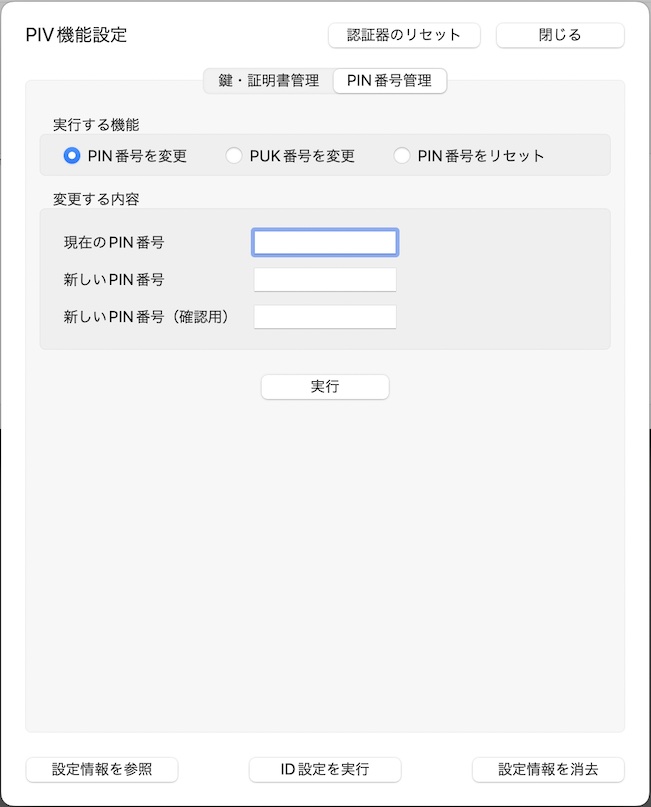 PIV機能設定 認証器のリセット 閉じる
鍵・証明書管理 PIN番号管理
実行する機能
PIN番号を変更 PUK番号を変更 PIN番号をリセット
変更する内容
現在のPIN番号
新しいPIN番号
新しいPIN番号（確認用）
実行
設定情報を参照 ID設定を実行 設定情報を消去